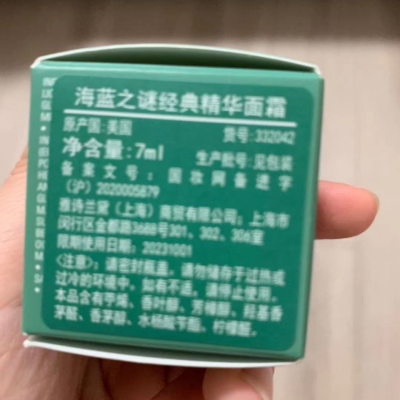 海蓝之谜经典精华面霜
原产国:美国 货号:332042
净含量:7ml 生产批号:见包装
备案文号:国妆网备进字
(沪)2020005879
雅诗兰黛(上海)商贸有限公司;上海市
闵行区金都路3688号301、302、306室
限期使用日期:20231001
<注意>:请密封瓶盖,请勿储存于过热或
过冷的环境中。如有不适,请停止使用。
本品含有甲烯、香叶醇、芳樟醇、羟基香
茅醛、香茅醇、水杨酸苄酯、柠檬醛。